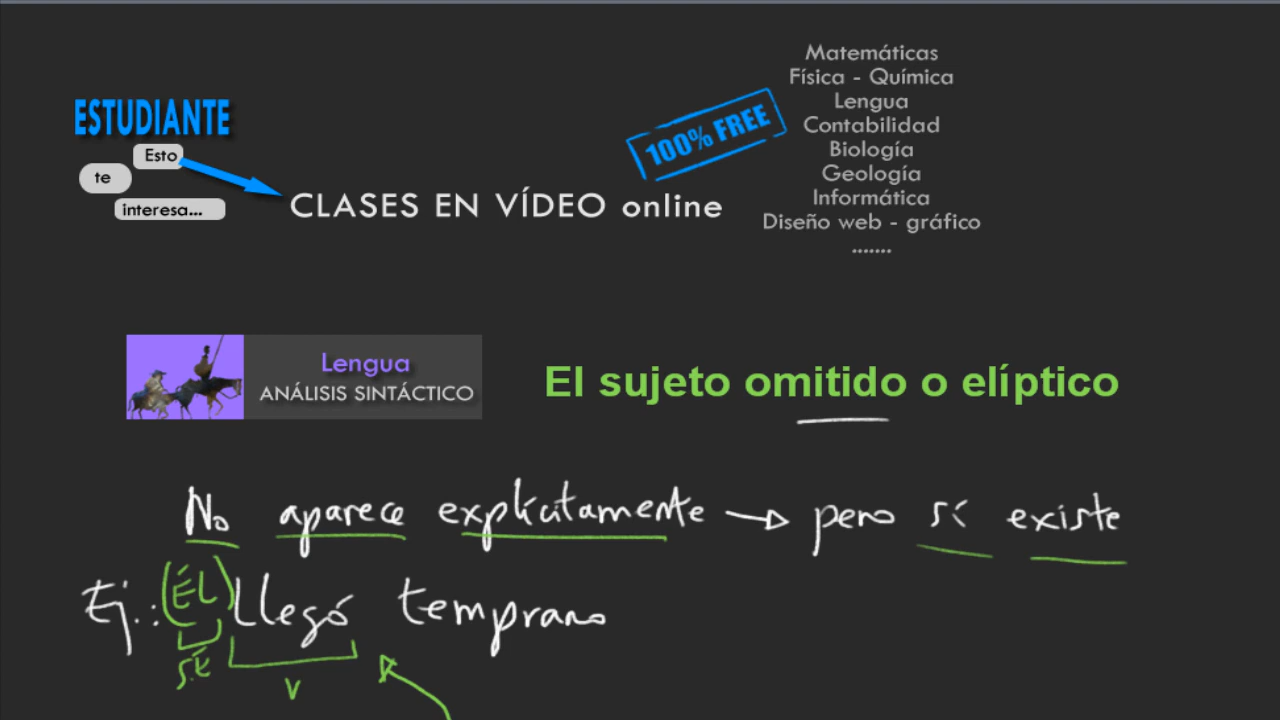 Matemáticas
Física - Química
Lengua
Contabilidad
Biología
Geología
Informática
Diseño web - gráfico
.......
100% FREE
ESTUDIANTE
Esto
te
interesa...
CLASES EN VÍDEO online
Lengua
ANÁLISIS SINTÁCTICO
El sujeto omitido o elíptico
No aparece explícitamente → pero sí existe
Ej.: (ÉL) Llegó temprano
S.E V